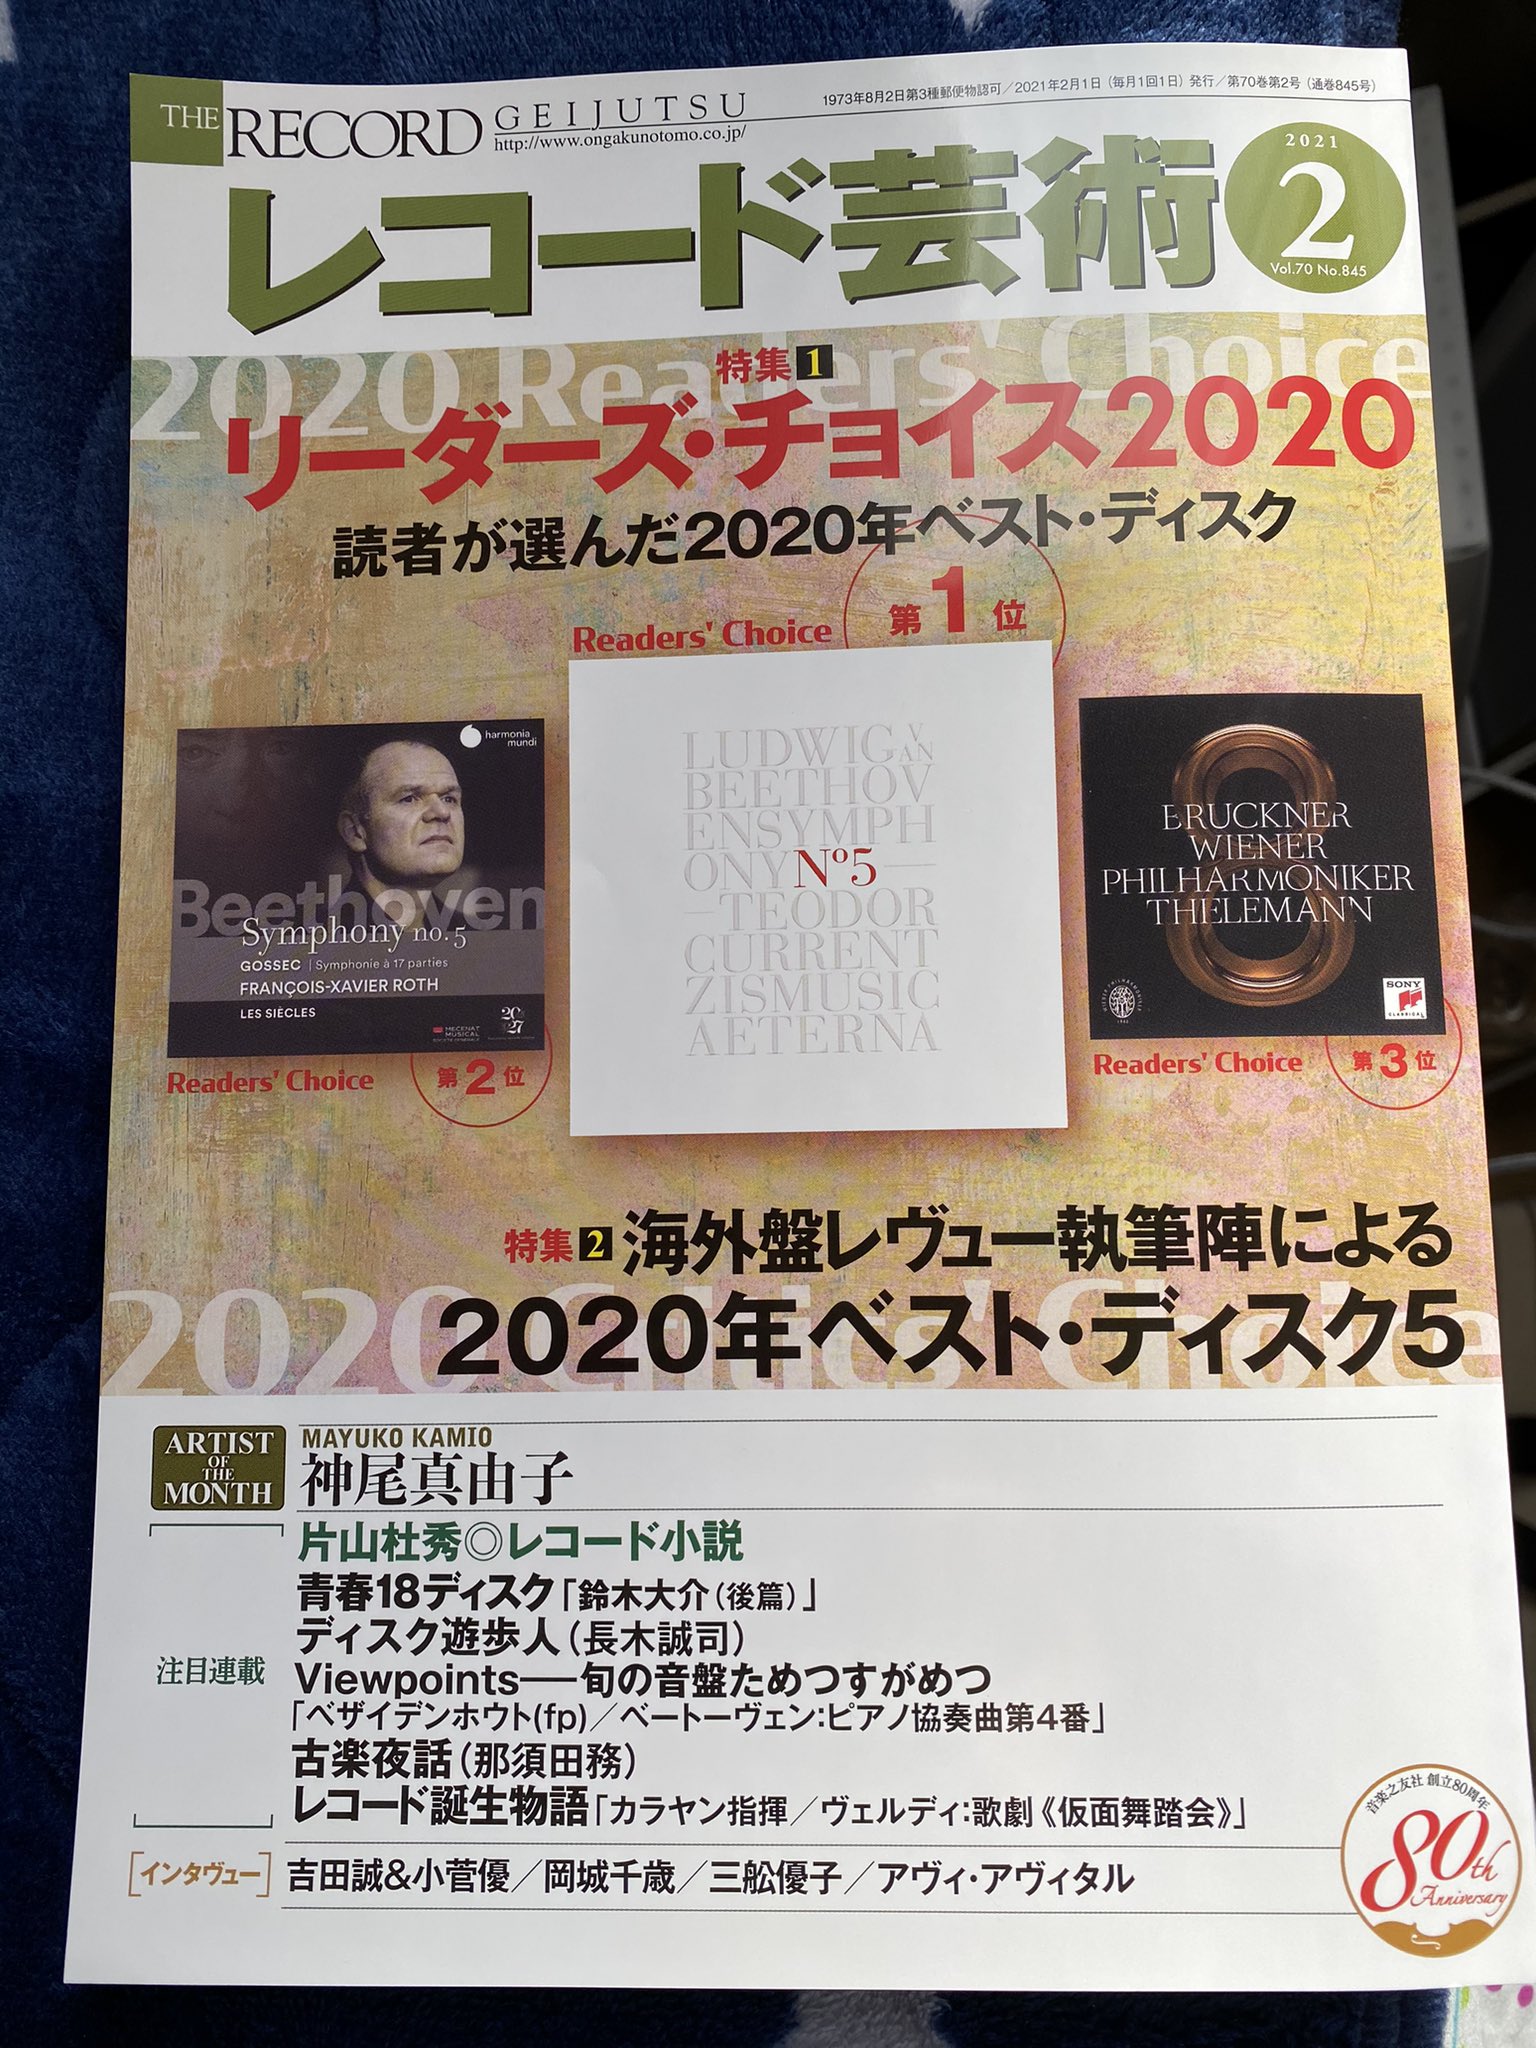 THE RECORD GEIJUTSU
http://www.ongakunotomo.co.jp/
1973年8月2日第3種郵便物認可／2021年2月1日（毎月1回1日）発行／第70巻第2号（通巻845号）
レコード芸術
2021
2
Vol.70 No.845
2020 Readers' Choice
特集1
リーダーズ・チョイス2020
読者が選んだ2020年ベスト・ディスク
Readers' Choice 第1位
LUDWIG VAN
BEETHOV
ENSYMPH
ONY Nº5—
—TEODOR
CURRENT
ZISMUSIC
AETERNA
harmonia mundi
Beethoven
Symphony no.5
GOSSEC | Symphonie à 17 parties
FRANÇOIS-XAVIER ROTH
LES SIÈCLES
MECENAT MUSICAL
Readers' Choice 第2位
BRUCKNER
WIENER
PHILHARMONIKER
THIELEMANN
8
SONY CLASSICAL
Readers' Choice 第3位
特集2 海外盤レヴュー執筆陣による
2020年ベスト・ディスク5
2020 Critics' Choice
ARTIST OF THE MONTH
MAYUKO KAMIO
神尾真由子
注目連載
片山杜秀◎レコード小説
青春18ディスク「鈴木大介（後篇）」
ディスク遊歩人（長木誠司）
Viewpoints—旬の音盤ためつすがめつ
「ベザイデンホウト(fp)／ベートーヴェン：ピアノ協奏曲第4番」
古楽夜話（那須田務）
レコード誕生物語「カラヤン指揮／ヴェルディ：歌劇《仮面舞踏会》」
［インタヴュー］吉田誠&小菅優／岡城千歳／三舩優子／アヴィ・アヴィタル
音楽之友社 創立80周年
80th Anniversary